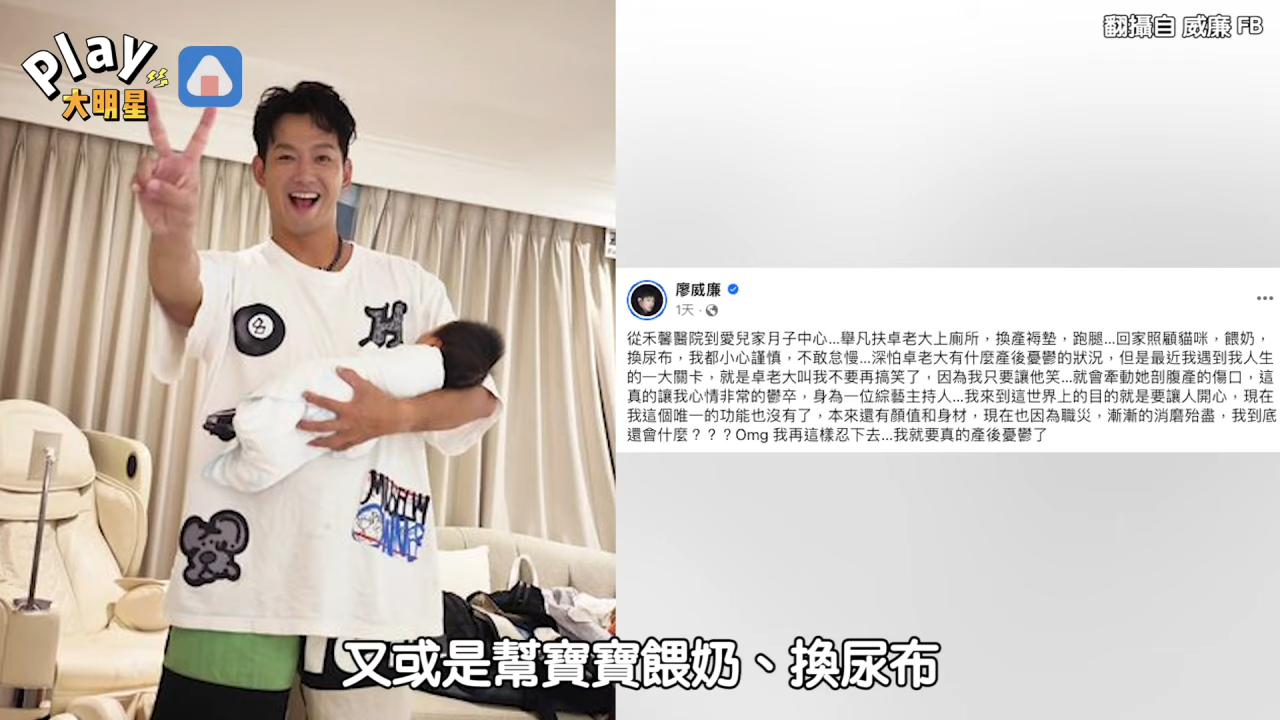 Play
大明星
翻攝自 威廉 FB
8
H
廖威廉
1天
從禾馨醫院到愛兒家月子中心...舉凡扶卓老大上廁所，換產褥墊，跑腿...回家照顧貓咪，餵奶，
換尿布，我都小心謹慎，不敢怠慢...深怕卓老大有什麼產後憂鬱的狀況，但是最近我遇到我人生
的一大關卡，就是卓老大叫我不要再搞笑了，因為我只要讓他笑...就會牽動她剖腹產的傷口，這
真的讓我心情非常的鬱卒，身為一位綜藝主持人...我來到這世界上的目的就是要讓人開心，現在
我這個唯一的功能也沒有了，本來還有顏值和身材，現在也因為職災，漸漸的消磨殆盡，我到底
還會什麼？？？Omg 我再這樣忍下去...我就要真的產後憂鬱了
又或是幫寶寶餵奶、換尿布